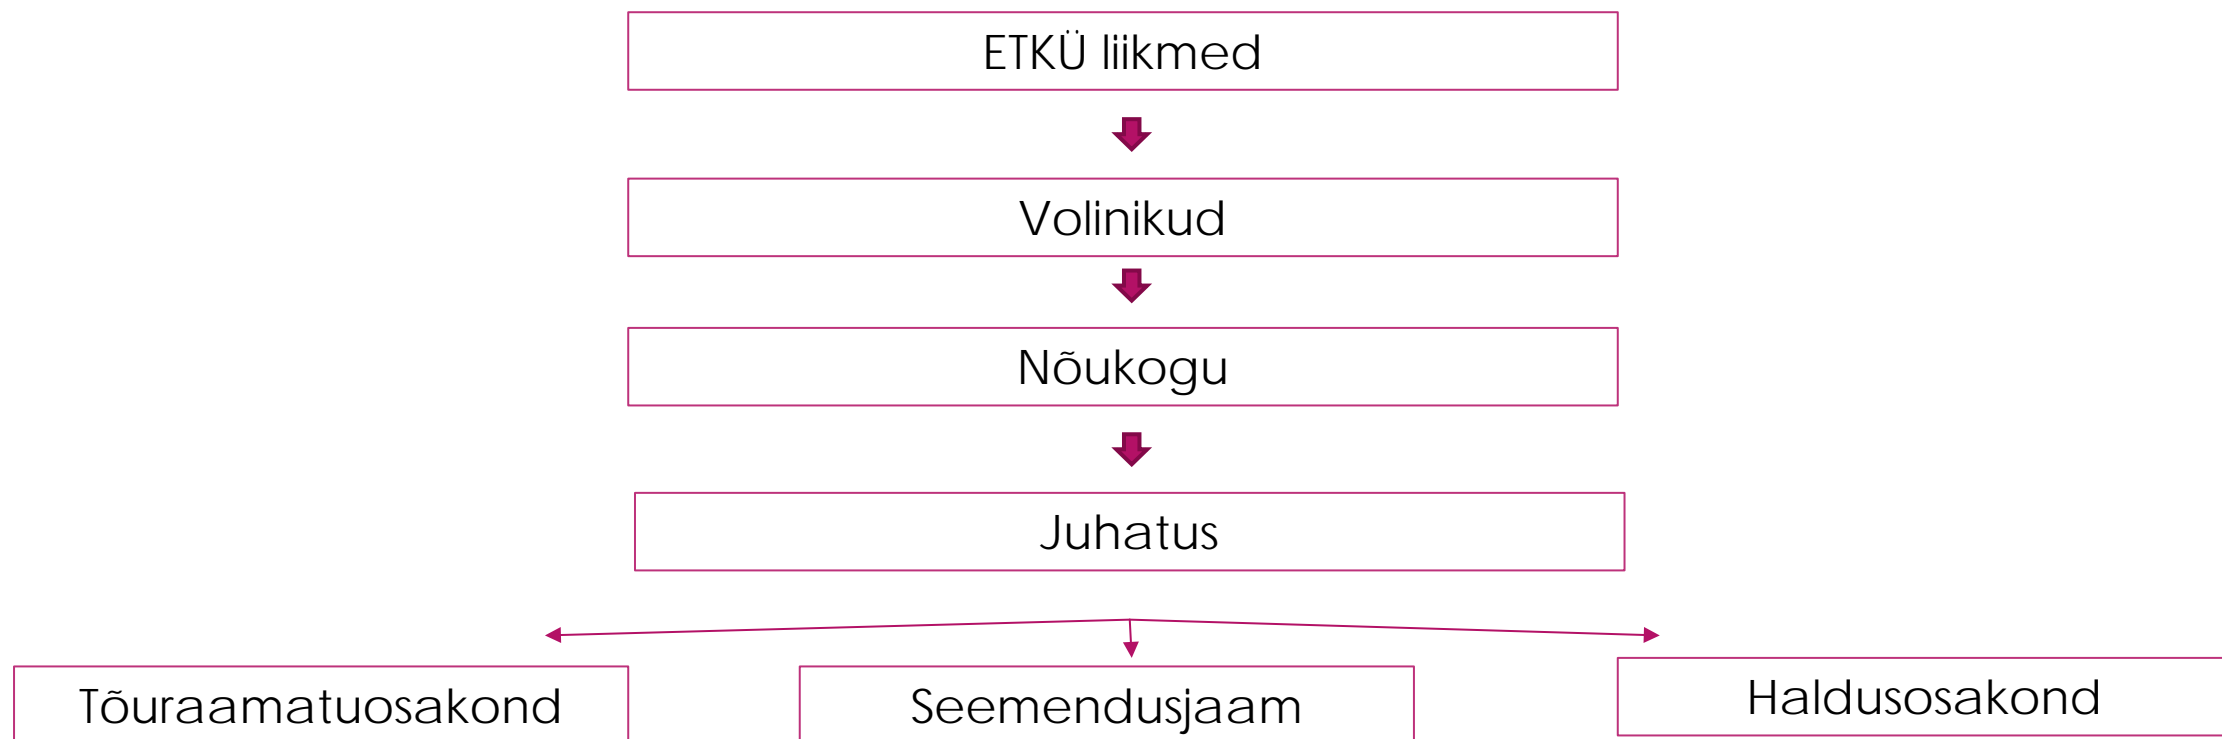 ETKÜ liikmed
Volinikud
Nõukogu
Juhatus
Tõuraamatuosakond
Seemendusjaam
Haldusosakond